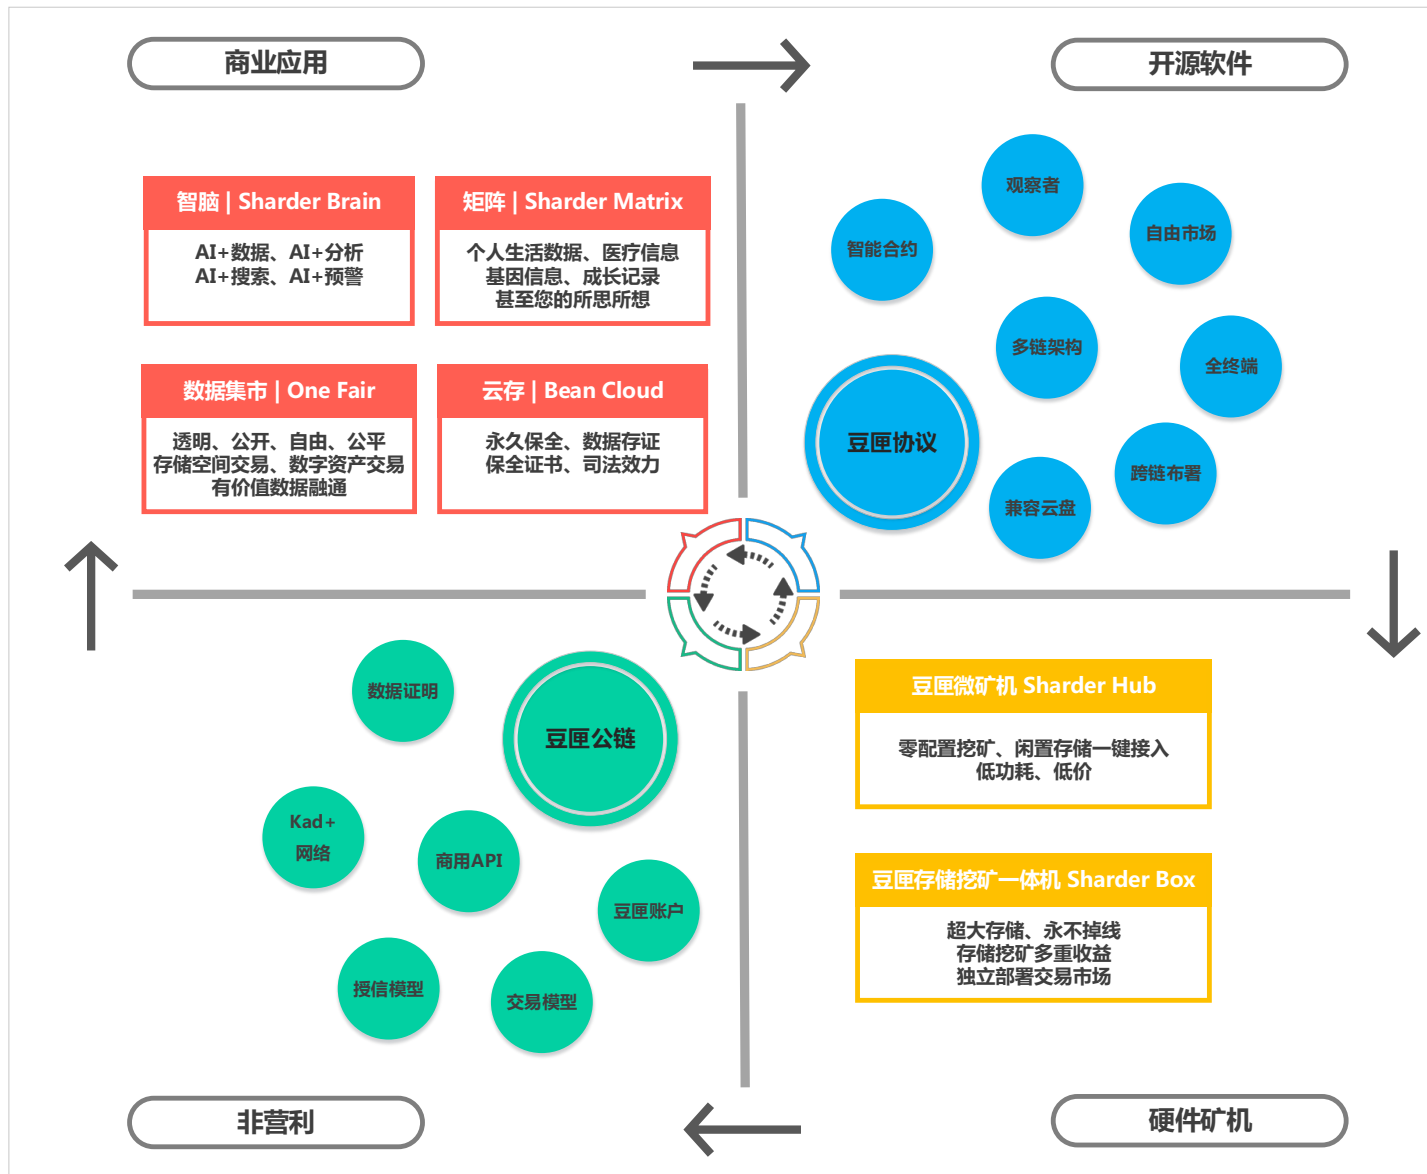 商业应用
开源软件
智脑 | Sharder Brain
AI+数据、AI+分析
AI+搜索、AI+预警
矩阵 | Sharder Matrix
个人生活数据、医疗信息
基因信息、成长记录
甚至您的所思所想
数据集市 | One Fair
透明、公开、自由、公平
存储空间交易、数字资产交易
有价值数据融通
云存 | Bean Cloud
永久保全、数据存证
保全证书、司法效力
观察者
自由市场
智能合约
多链架构
全终端
豆匣协议
跨链布署
兼容云盘
数据证明
豆匣公链
Kad+
网络
商用API
豆匣账户
授信模型
交易模型
豆匣微矿机 Sharder Hub
零配置挖矿、闲置存储一键接入
低功耗、低价
豆匣存储挖矿一体机 Sharder Box
超大存储、永不掉线
存储挖矿多重收益
独立部署交易市场
非营利
硬件矿机